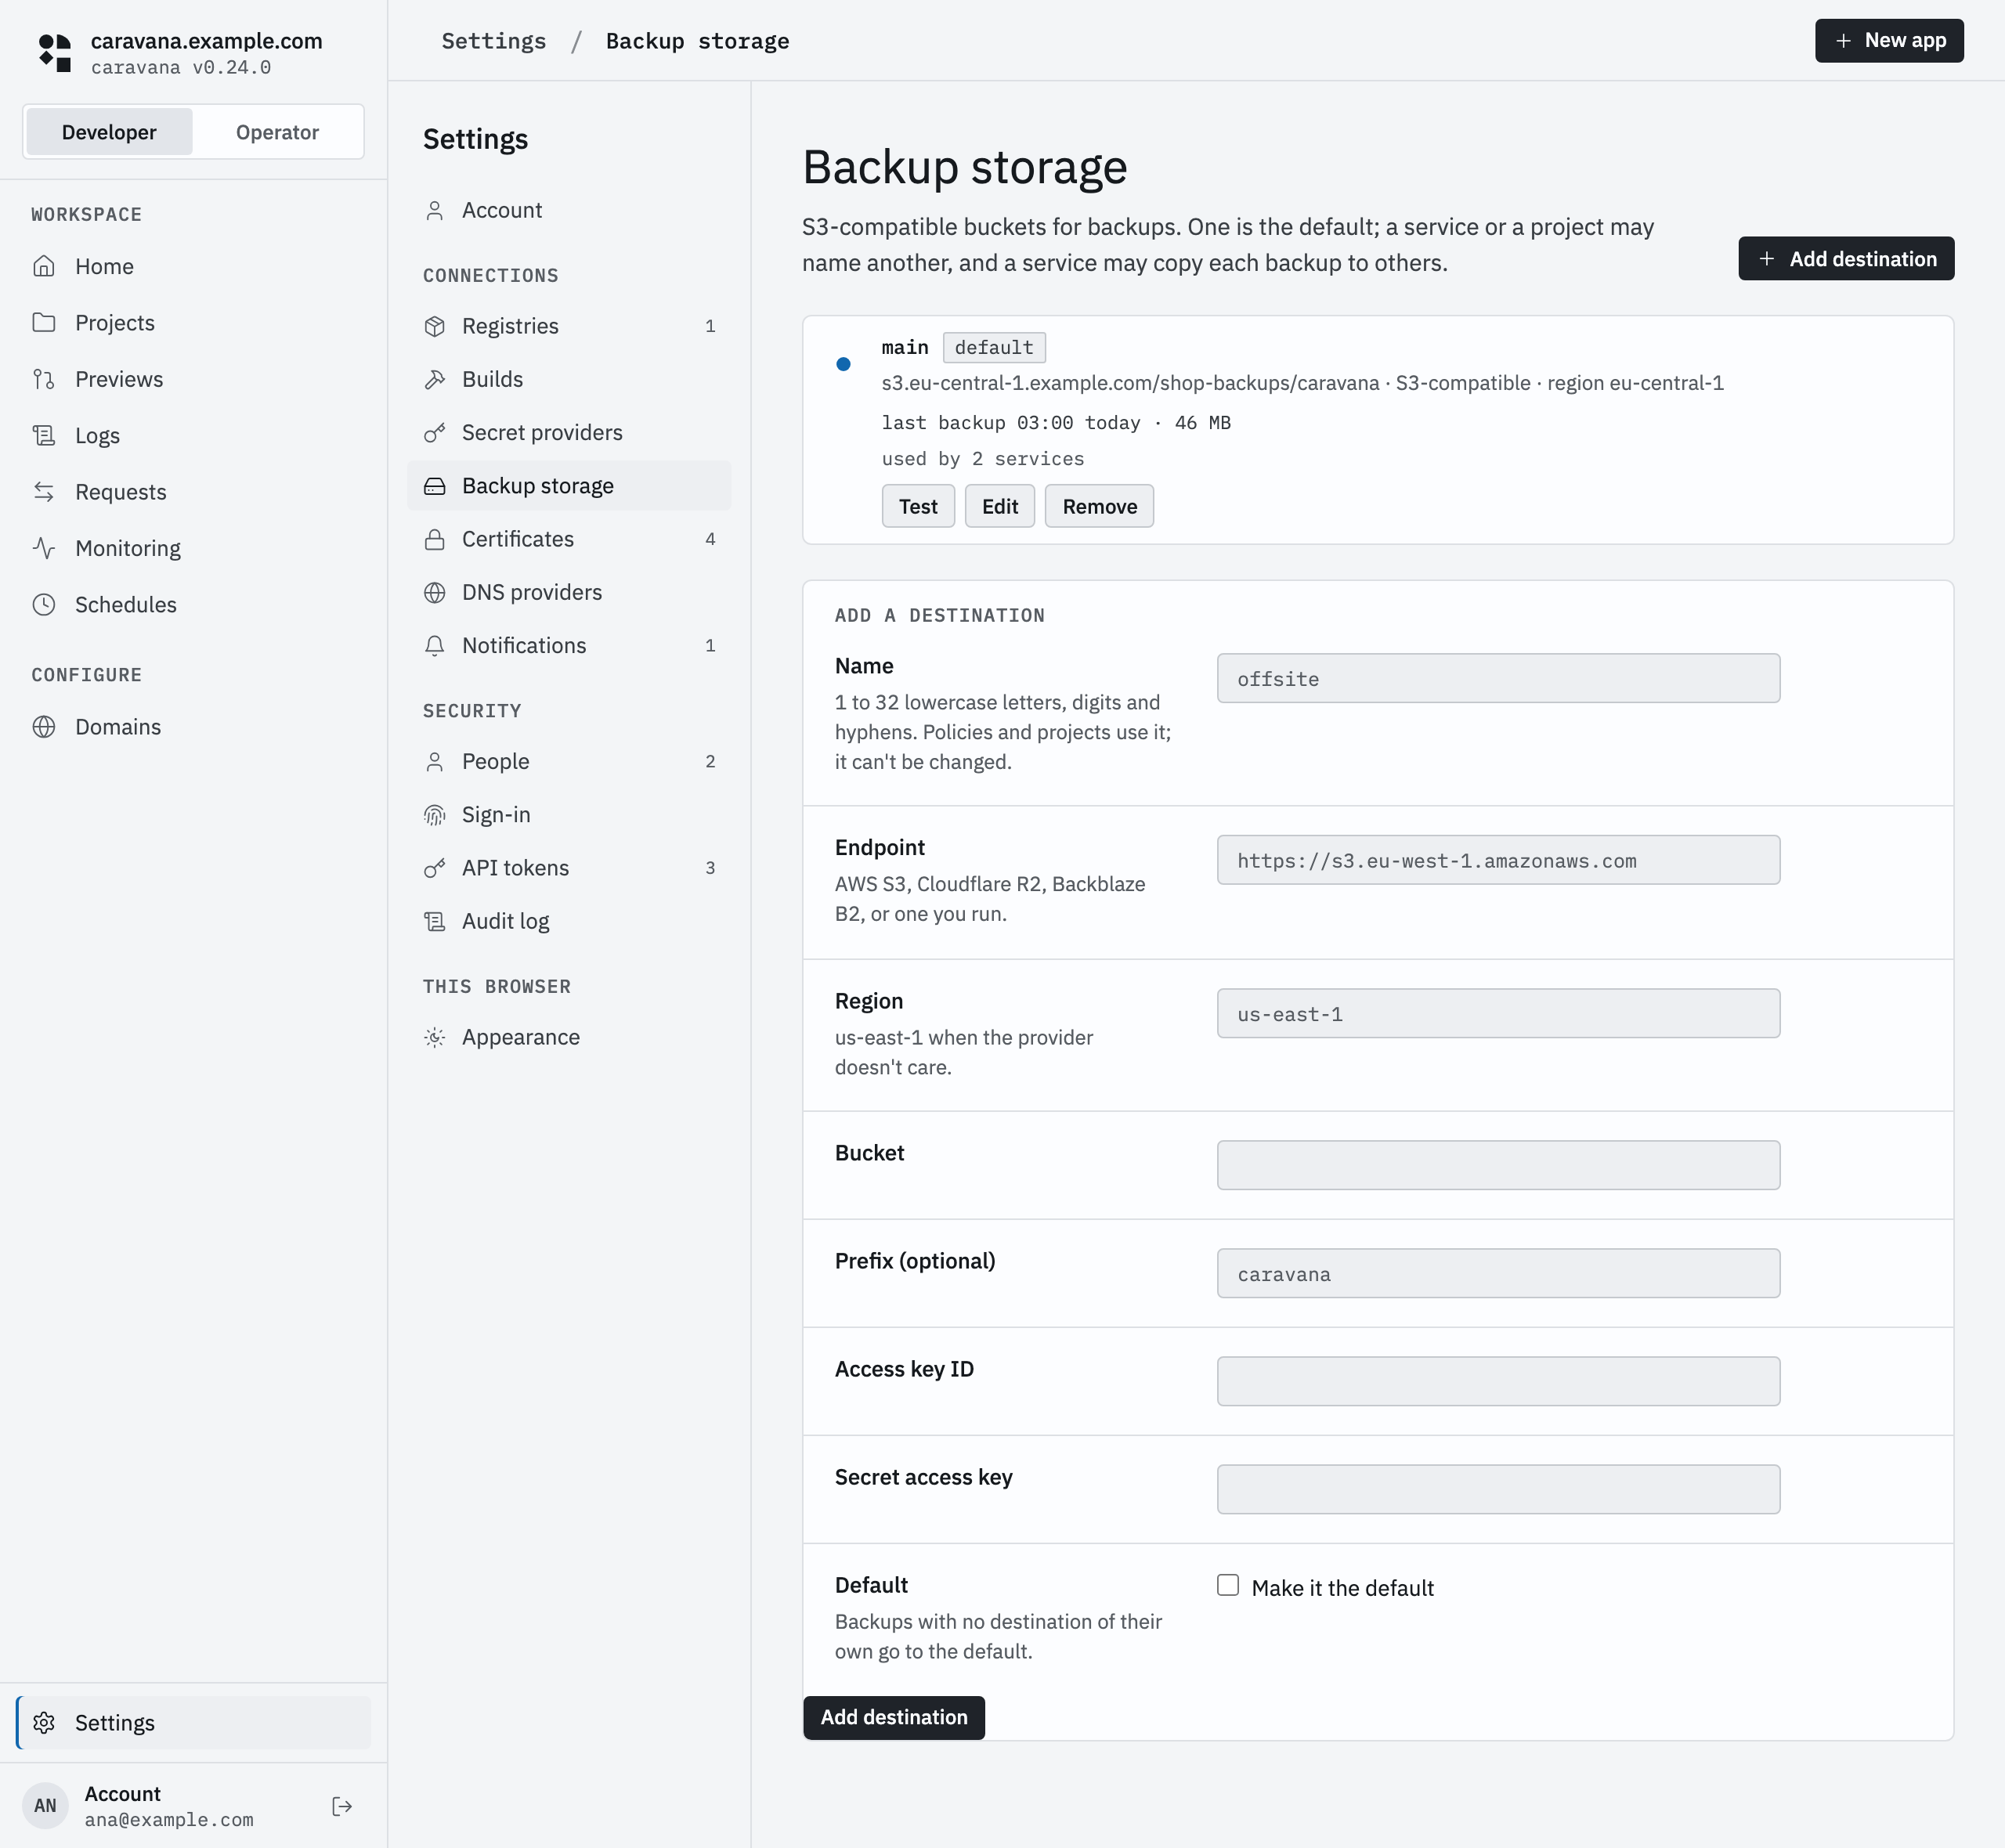 caravana.example.com
caravana v0.24.0
Developer
Operator
WORKSPACE
Home
Projects
Previews
Logs
Requests
Monitoring
Schedules
CONFIGURE
Domains
Settings
AN
Account
ana@example.com
Settings / Backup storage
New app
Settings
Account
CONNECTIONS
Registries 1
Builds
Secret providers
Backup storage
Certificates 4
DNS providers
Notifications 1
SECURITY
People 2
Sign-in
API tokens 3
Audit log
THIS BROWSER
Appearance
Backup storage
S3-compatible buckets for backups. One is the default; a service or a project may
name another, and a service may copy each backup to others.
Add destination
main default
s3.eu-central-1.example.com/shop-backups/caravana · S3-compatible · region eu-central-1
last backup 03:00 today · 46 MB
used by 2 services
Test Edit Remove
ADD A DESTINATION
Name
1 to 32 lowercase letters, digits and
hyphens. Policies and projects use it;
it can't be changed.
offsite
Endpoint
AWS S3, Cloudflare R2, Backblaze
B2, or one you run.
https://s3.eu-west-1.amazonaws.com
Region
us-east-1 when the provider
doesn't care.
us-east-1
Bucket
Prefix (optional)
caravana
Access key ID
Secret access key
Default
Backups with no destination of their
own go to the default.
Make it the default
Add destination